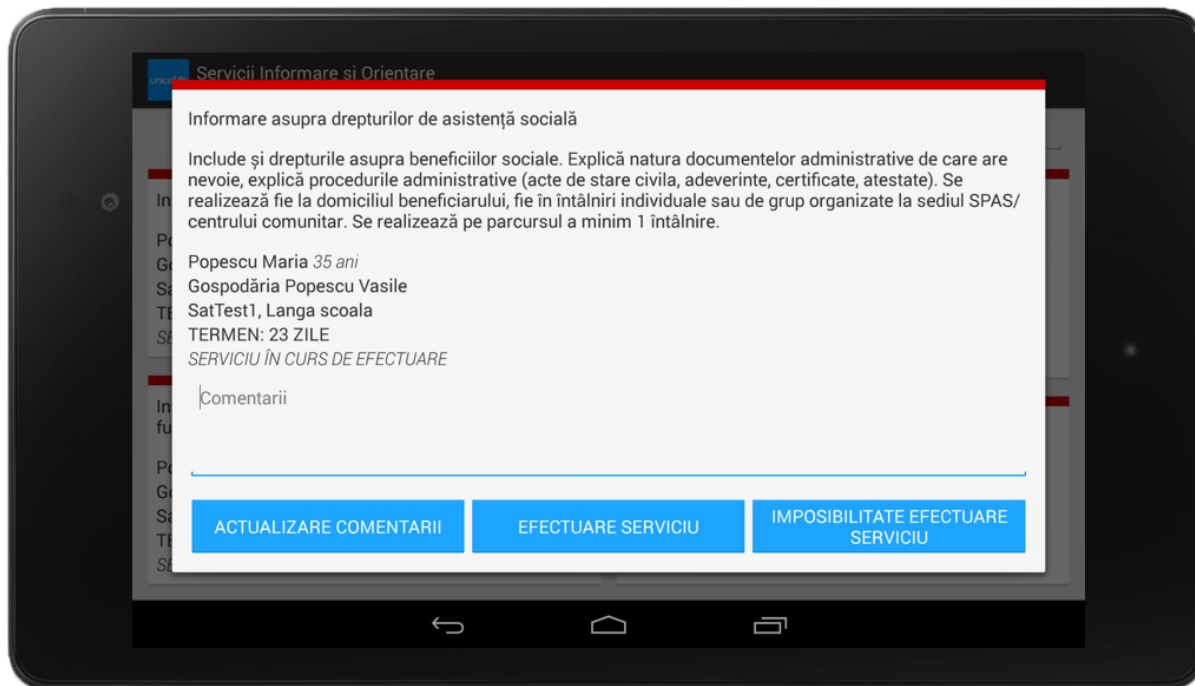 unicef
Servicii Informare si Orientare
Informare asupra drepturilor de asistență socială
Include și drepturile asupra beneficiilor sociale. Explică natura documentelor administrative de care are
nevoie, explică procedurile administrative (acte de stare civila, adeverinte, certificate, atestate). Se
realizează fie la domiciliul beneficiarului, fie în întâlniri individuale sau de grup organizate la sediul SPAS/
centrului comunitar. Se realizează pe parcursul a minim 1 întâlnire.
Popescu Maria 35 ani
Gospodăria Popescu Vasile
SatTest1, Langa scoala
TERMEN: 23 ZILE
SERVICIU ÎN CURS DE EFECTUARE
Comentarii
ACTUALIZARE COMENTARII
EFECTUARE SERVICIU
IMPOSIBILITATE EFECTUARE
SERVICIU